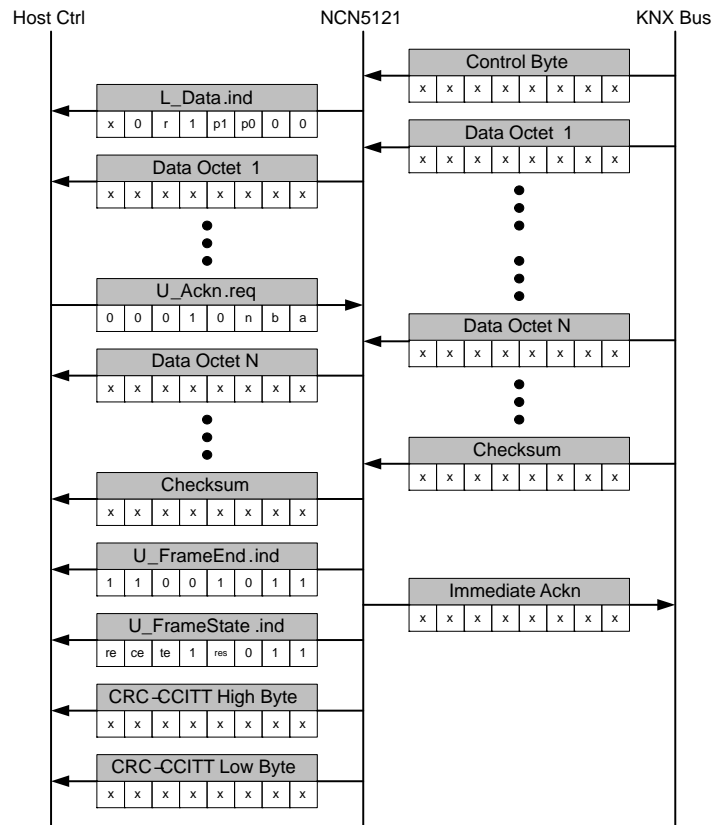 Host Ctrl NCN5121 KNX Bus
Control Byte
x x x x x x x x
L_Data.ind
x 0 r 1 p1 p0 0 0
Data Octet 1
x x x x x x x x
Data Octet 1
x x x x x x x x
U_Ackn.req
0 0 0 1 0 n b a
Data Octet N
x x x x x x x x
Data Octet N
x x x x x x x x
Checksum
x x x x x x x x
Checksum
x x x x x x x x
U_FrameEnd.ind
1 1 0 0 1 0 1 1
Immediate Ackn
x x x x x x x x
U_FrameState.ind
re ce te 1 res 0 1 1
CRC-CCITT High Byte
x x x x x x x x
CRC-CCITT Low Byte
x x x x x x x x